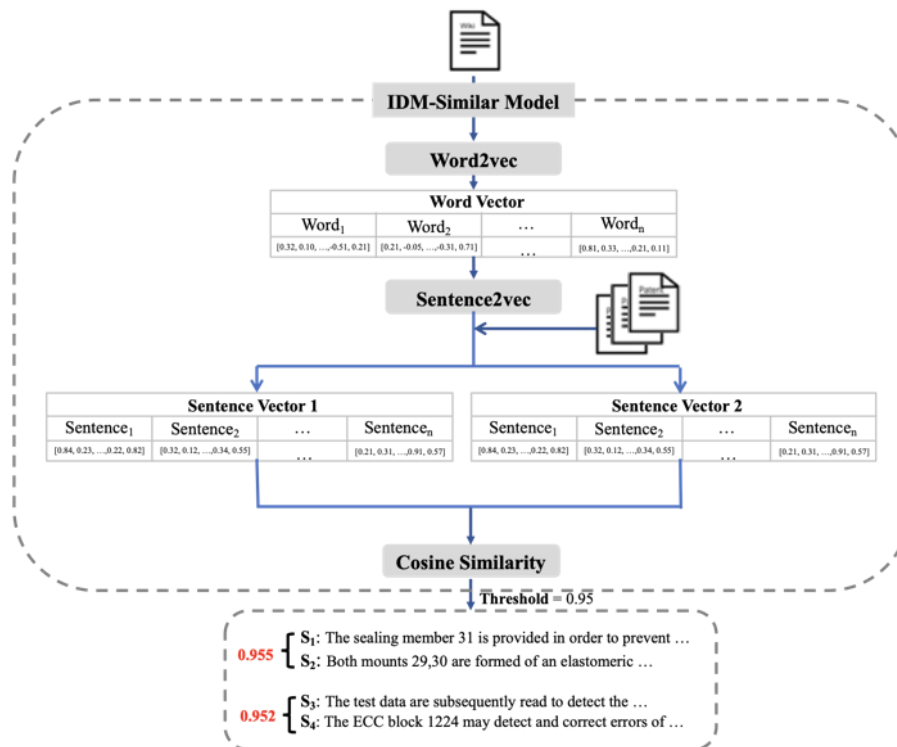 Wiki
IDM-Similar Model
Word2vec
Word Vector
Word1 Word2 … Wordn
[0.32, 0.10, …,-0.51, 0.21] [0.21, -0.05, …,-0.31, 0.71] … [0.81, 0.33, …,0.21, 0.11]
Sentence2vec
Patent
Sentence Vector 1
Sentence1 Sentence2 … Sentencen
[0.84, 0.23, …,0.22, 0.82] [0.32, 0.12, …,0.34, 0.55] … [0.21, 0.31, …,0.91, 0.57]
Sentence Vector 2
Sentence1 Sentence2 … Sentencen
[0.84, 0.23, …,0.22, 0.82] [0.32, 0.12, …,0.34, 0.55] … [0.21, 0.31, …,0.91, 0.57]
Cosine Similarity
Threshold = 0.95
0.955
S1: The sealing member 31 is provided in order to prevent …
S2: Both mounts 29,30 are formed of an elastomeric …
0.952
S3: The test data are subsequently read to detect the …
S4: The ECC block 1224 may detect and correct errors of …